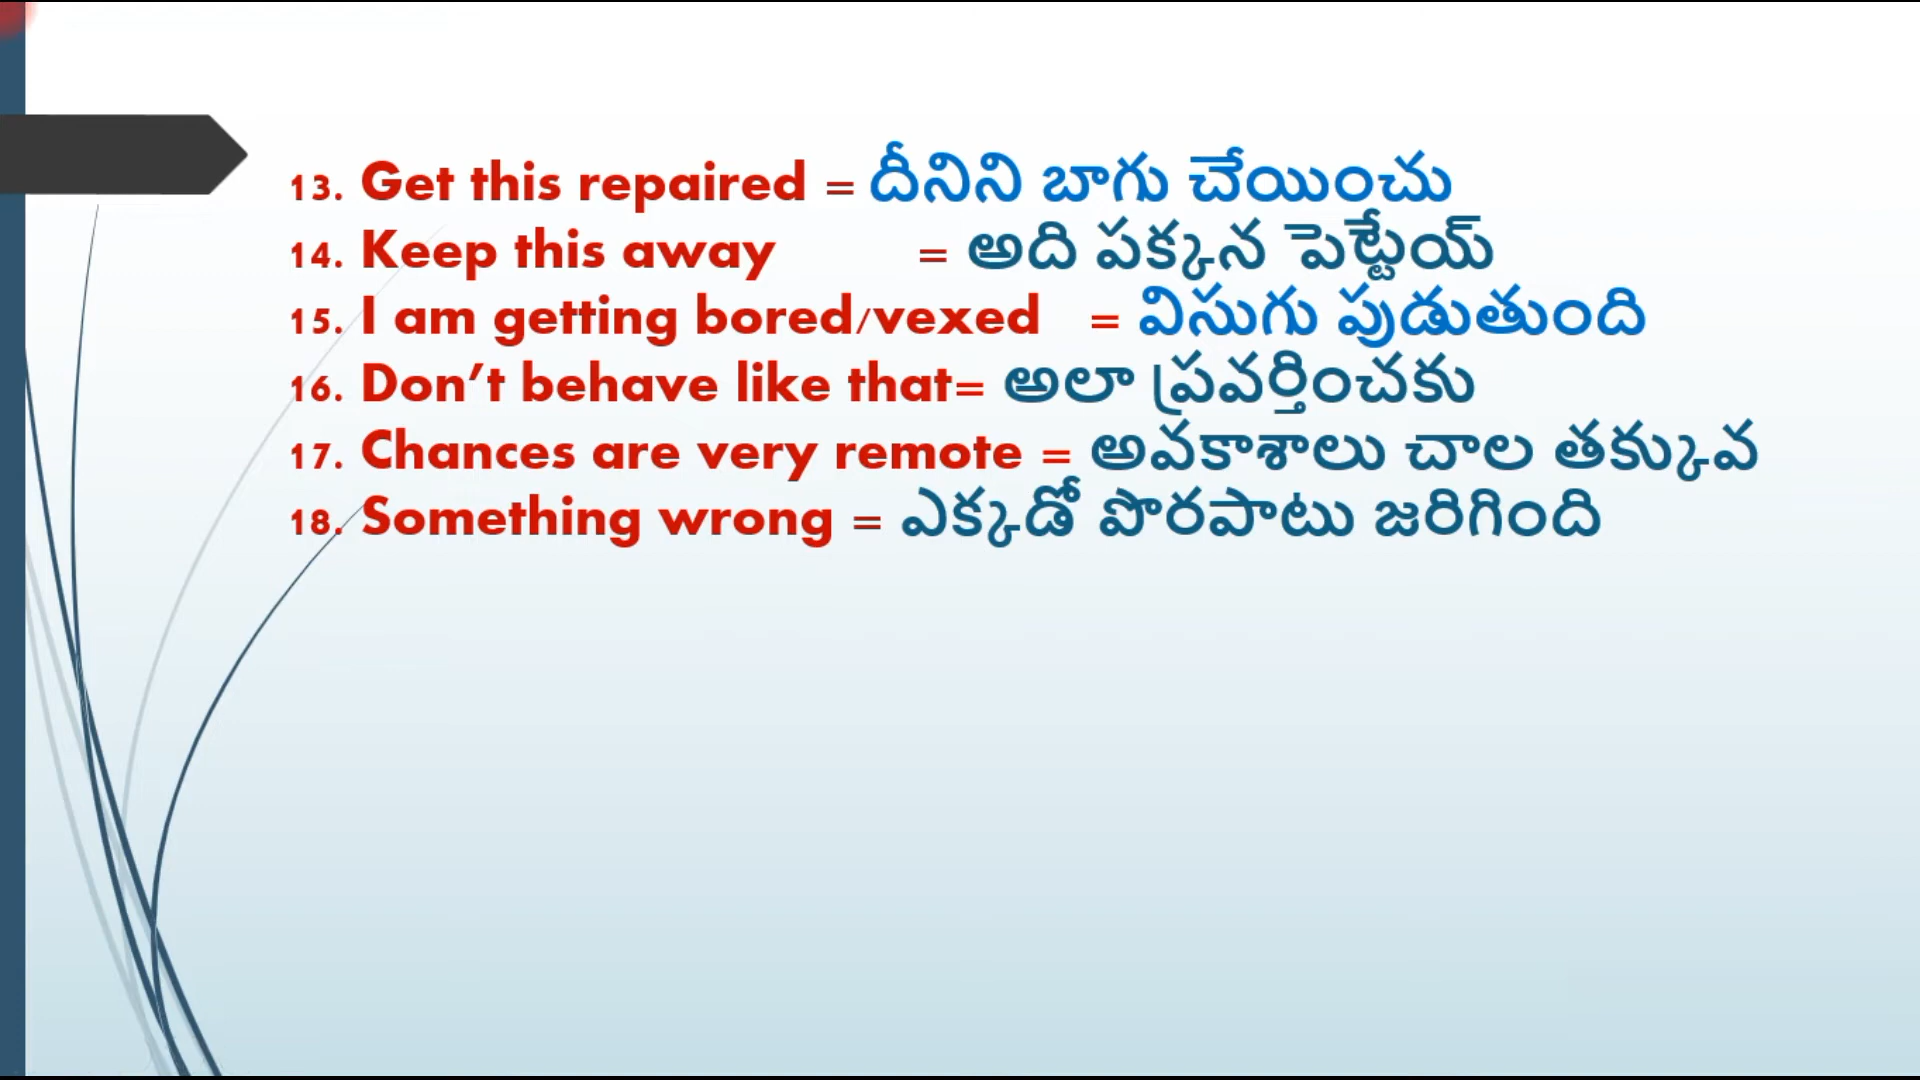 13. Get this repaired = దీనిని బాగు చేయించు
14. Keep this away = అది పక్కన పెట్టేయ్
15. I am getting bored/vexed = విసుగు పుడుతుంది
16. Don’t behave like that= అలా ప్రవర్తించకు
17. Chances are very remote = అవకాశాలు చాల తక్కువ
18. Something wrong = ఎక్కడో పొరపాటు జరిగింది